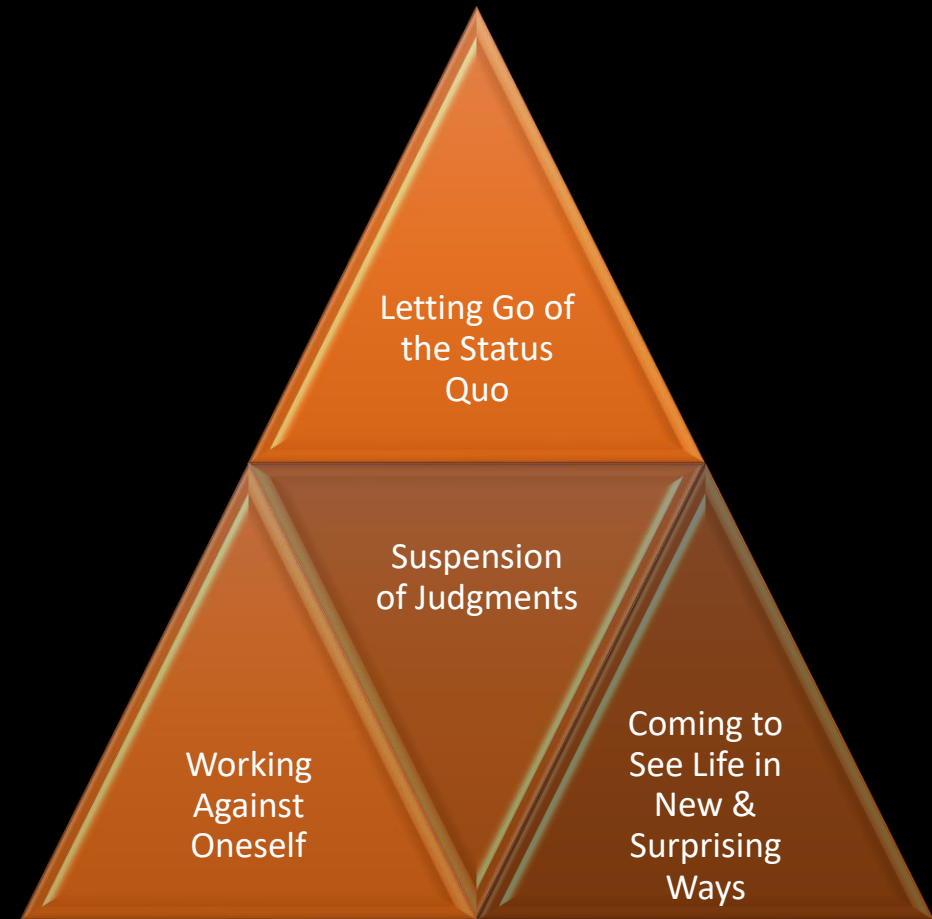 Letting Go of
the Status
Quo
Suspension
of Judgments
Working
Against
Oneself
Coming to
See Life in
New &
Surprising
Ways